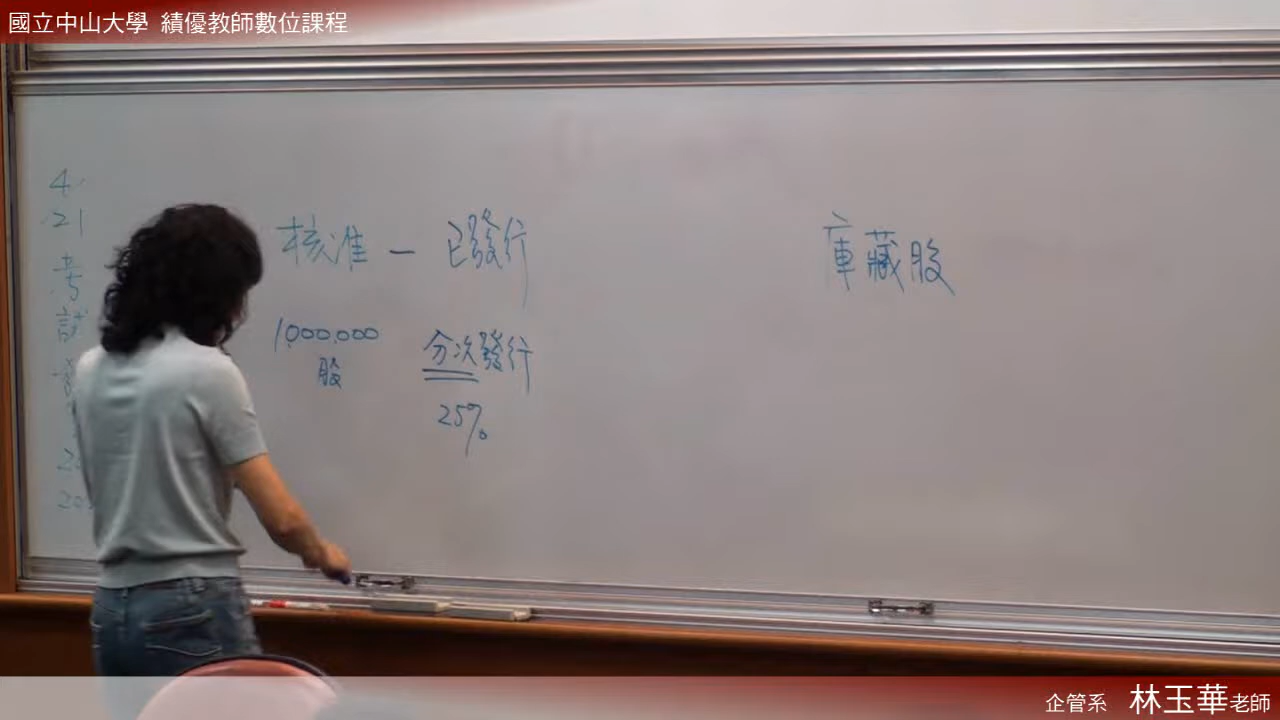 國立中山大學 績優教師數位課程
4
21
考
試
核准－已發行
1,000,000
股
分次發行
25%
庫藏股
企管系 林玉華老師